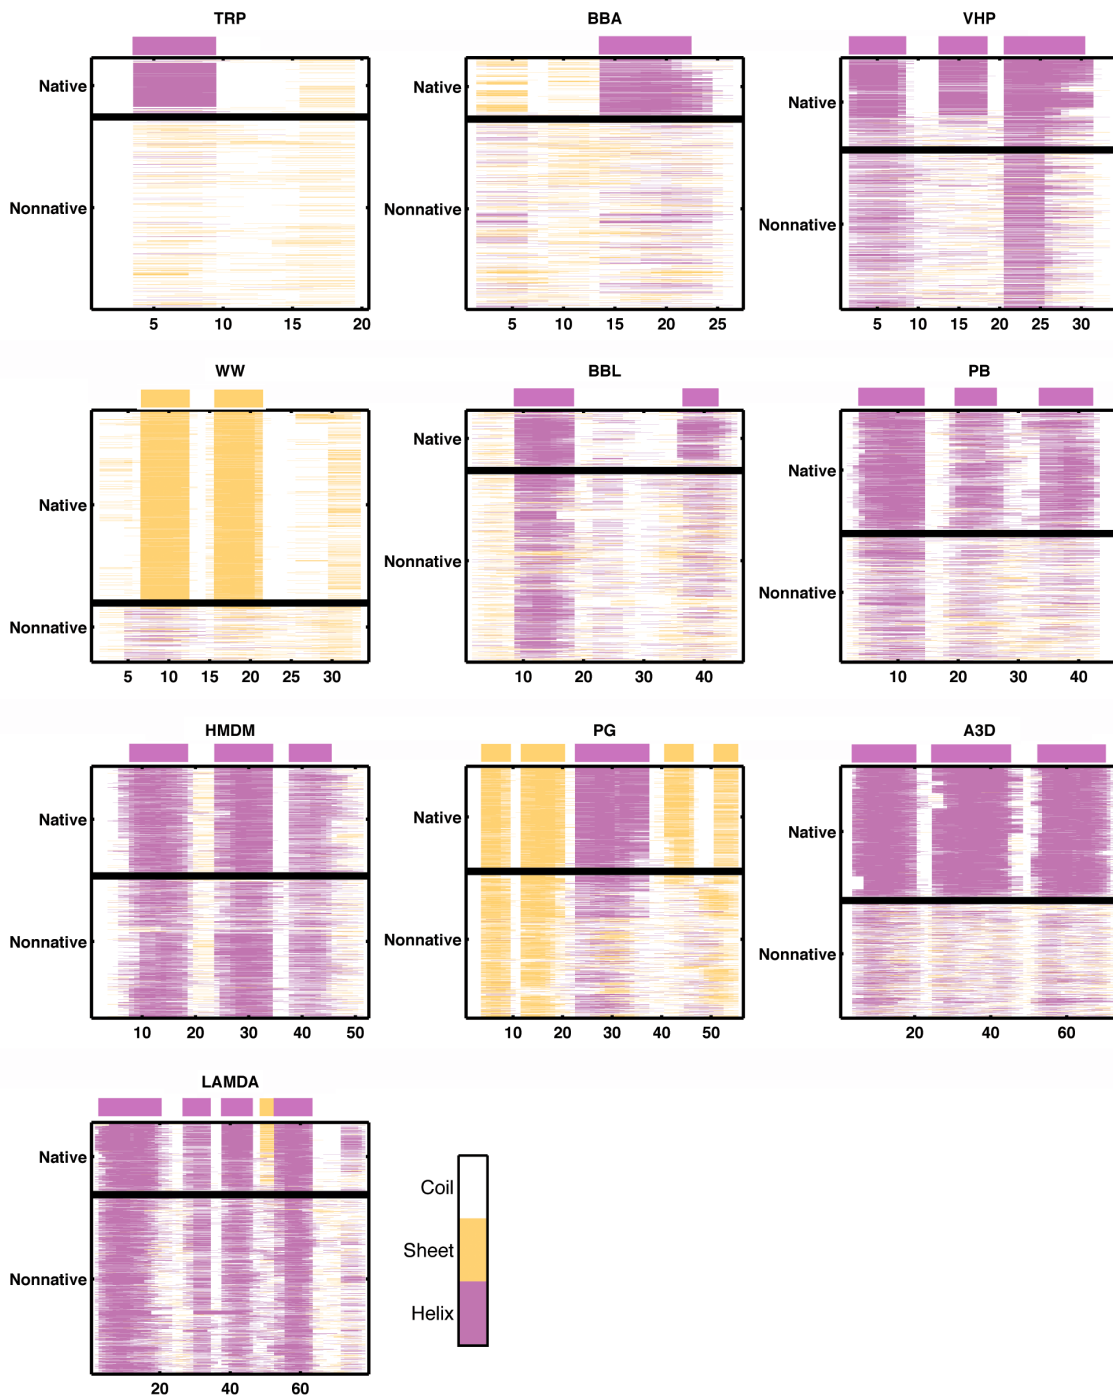 TRP
BBA
VHP
Native
Native
Native
Nonnative
Nonnative
Nonnative
5 10 15 20
5 10 15 20 25
5 10 15 20 25 30
WW
BBL
PB
Native
Native
Native
Nonnative
Nonnative
Nonnative
5 10 15 20 25 30
10 20 30 40
10 20 30 40
HMDM
PG
A3D
Native
Native
Native
Nonnative
Nonnative
Nonnative
10 20 30 40 50
10 20 30 40 50
20 40 60
LAMDA
Native
Nonnative
20 40 60
Coil
Sheet
Helix